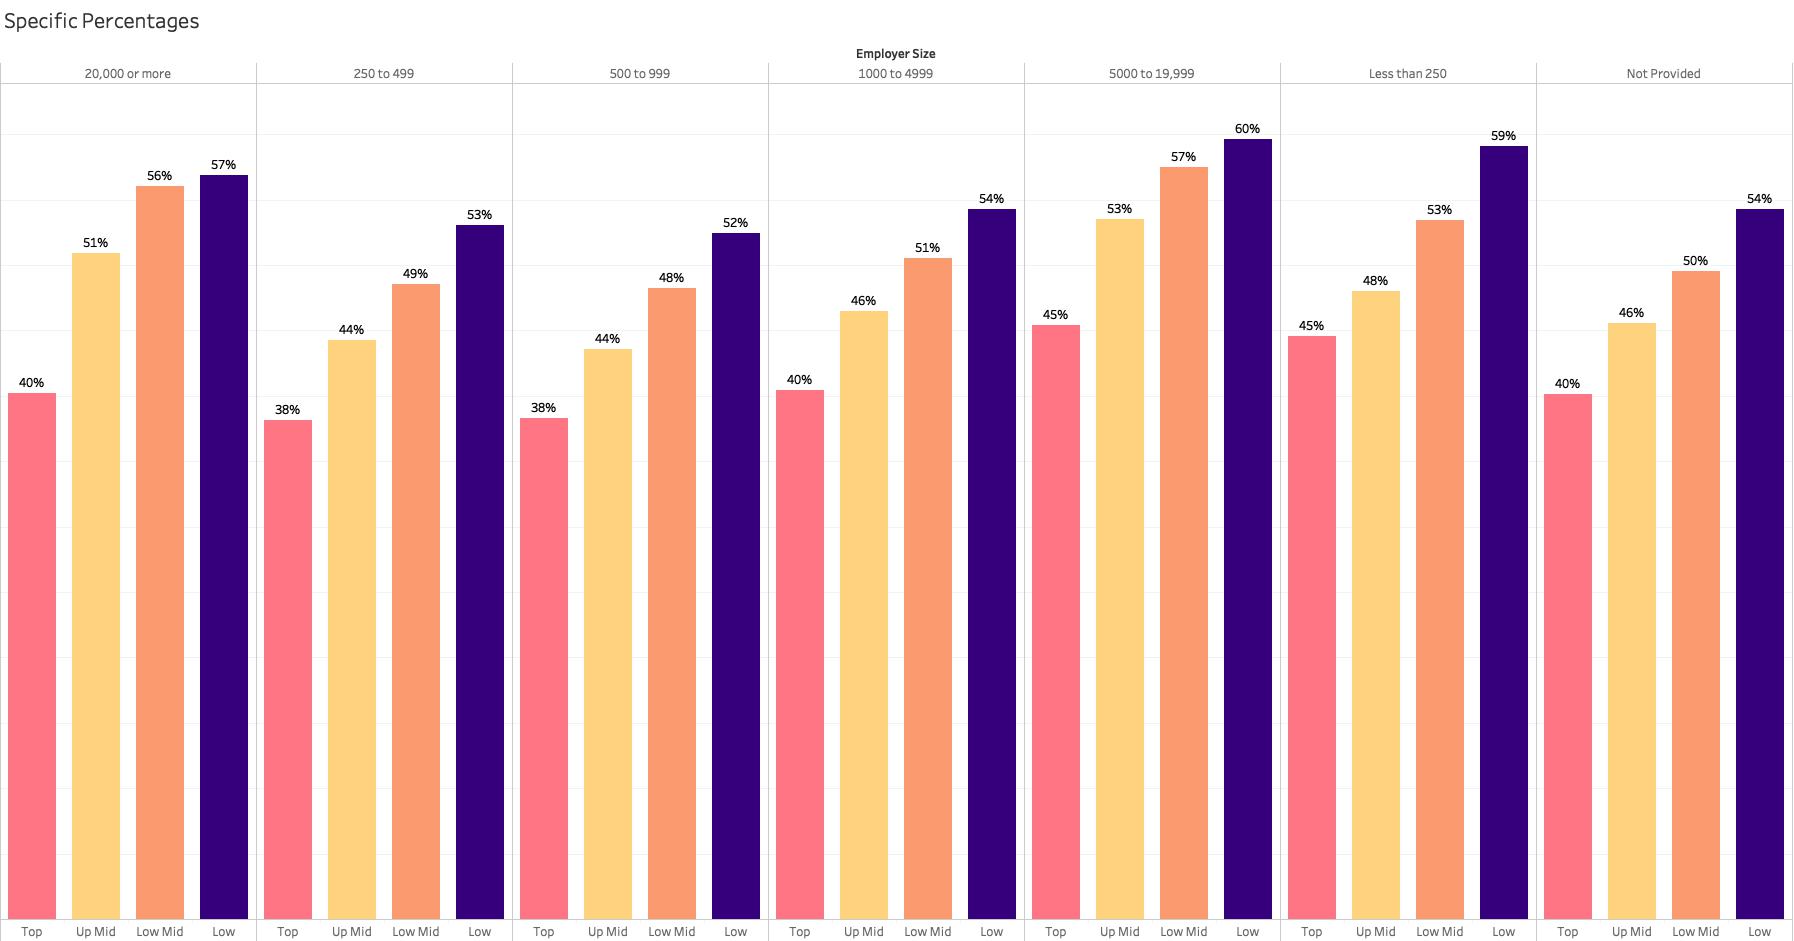 Specific Percentages
Employer Size
20,000 or more
250 to 499
500 to 999
1000 to 4999
5000 to 19,999
Less than 250
Not Provided
40%
51%
56%
57%
38%
44%
49%
53%
38%
44%
48%
52%
40%
46%
51%
54%
45%
53%
57%
60%
45%
48%
53%
59%
40%
46%
50%
54%
Top
Up Mid
Low Mid
Low
Top
Up Mid
Low Mid
Low
Top
Up Mid
Low Mid
Low
Top
Up Mid
Low Mid
Low
Top
Up Mid
Low Mid
Low
Top
Up Mid
Low Mid
Low
Top
Up Mid
Low Mid
Low